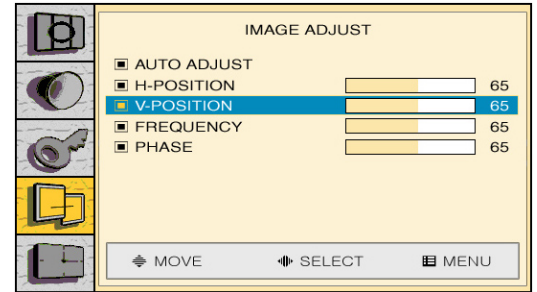 IMAGE ADJUST
AUTO ADJUST
H-POSITION 65
V-POSITION 65
FREQUENCY 65
PHASE 65
MOVE SELECT MENU